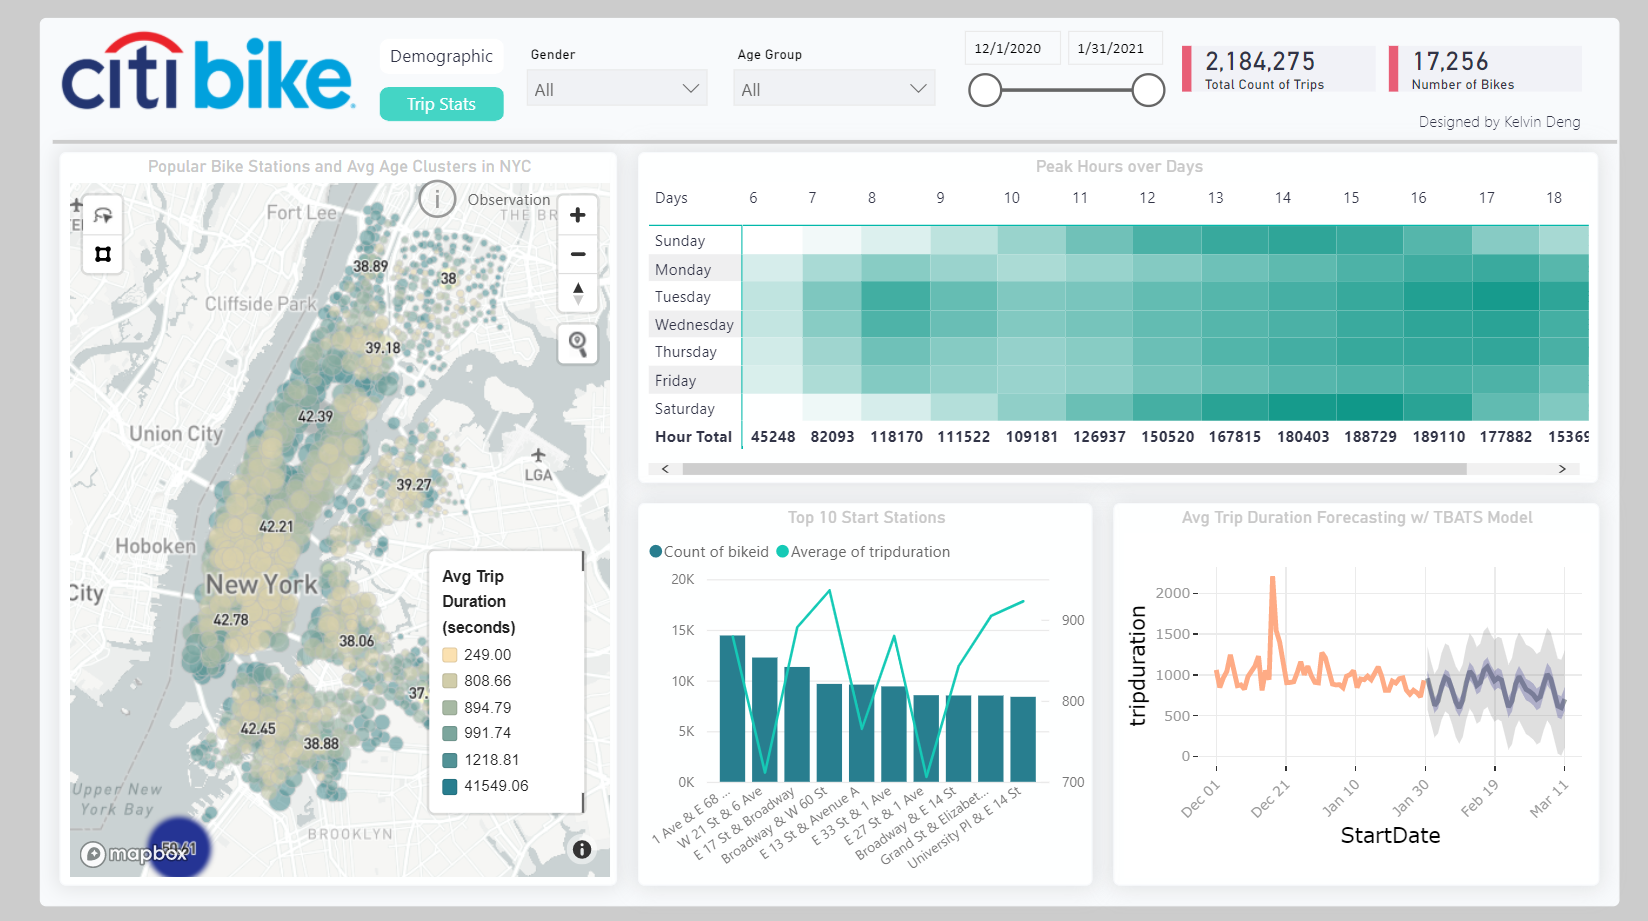 citi bike
Demographic
Trip Stats
Gender
All
Age Group
All
12/1/2020
1/31/2021
2,184,275
Total Count of Trips
17,256
Number of Bikes
Designed by Kelvin Deng
Popular Bike Stations and Avg Age Clusters in NYC
Observation
Fort Lee
THE BR
38.89
38
Cliffside Park
39.18
42.39
Union City
LGA
39.27
42.21
Hoboken
New York
City
42.78
38.06
37.
42.45
38.88
Upper New
York Bay
BROOKLYN
mapbox
Avg Trip
Duration
(seconds)
249.00
808.66
894.79
991.74
1218.81
41549.06
Peak Hours over Days
Days 6 7 8 9 10 11 12 13 14 15 16 17 18
Sunday
Monday
Tuesday
Wednesday
Thursday
Friday
Saturday
Hour Total 45248 82093 118170 111522 109181 126937 150520 167815 180403 188729 189110 177882 15369
Top 10 Start Stations
Count of bikeid Average of tripduration
20K
15K
10K
5K
0K
900
800
700
1 Ave & E 68 ...
W 21 St & 6 Ave
E 17 St & Broadway
Broadway & W 60 St
E 13 St & Avenue A
E 33 St & 1 Ave
E 27 St & 1 Ave
Broadway & E 14 St
Grand St & Elizabet...
University Pl & E 14 St
Avg Trip Duration Forecasting w/ TBATS Model
tripduration
2000
1500
1000
500
0
Dec 01
Dec 21
Jan 10
Jan 30
Feb 19
Mar 11
StartDate